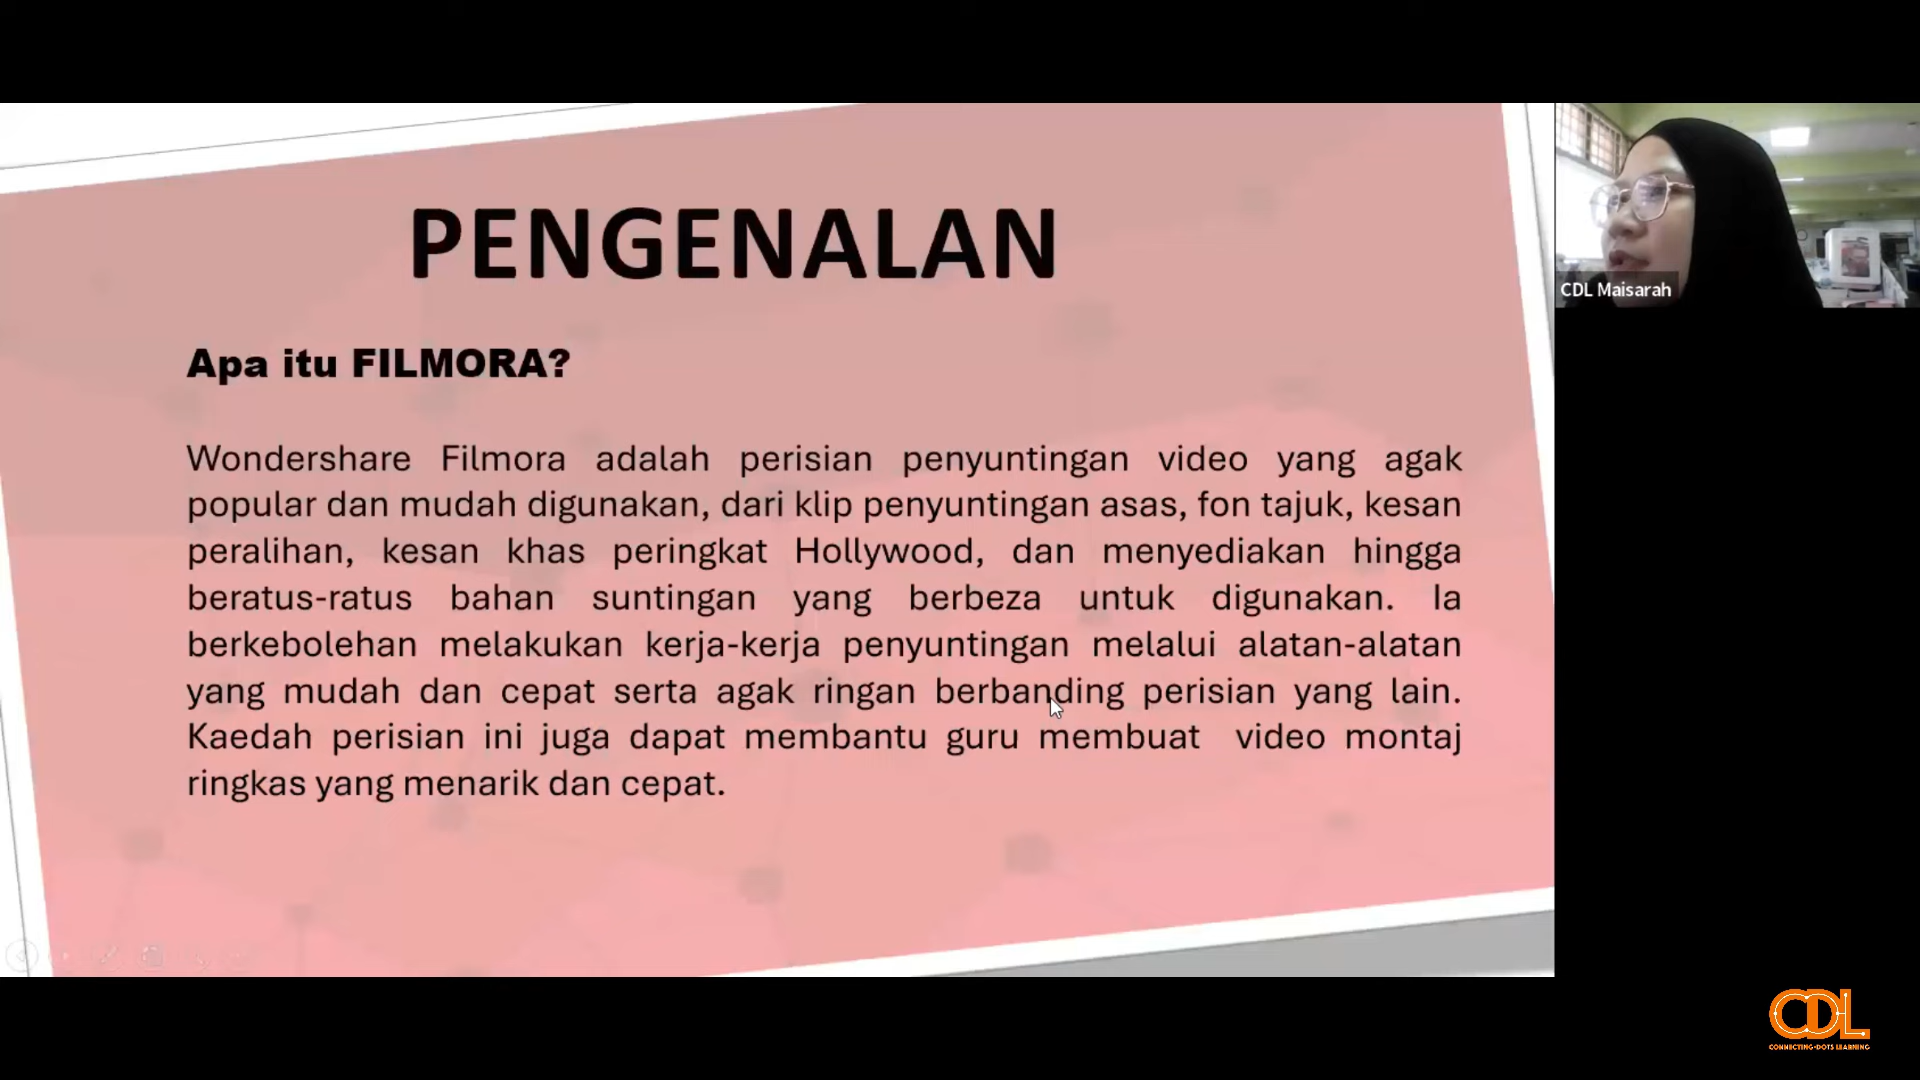 PENGENALAN
Apa itu FILMORA?
Wondershare Filmora adalah perisian penyuntingan video yang agak
popular dan mudah digunakan, dari klip penyuntingan asas, fon tajuk, kesan
peralihan, kesan khas peringkat Hollywood, dan menyediakan hingga
beratus-ratus bahan suntingan yang berbeza untuk digunakan. Ia
berkebolehan melakukan kerja-kerja penyuntingan melalui alatan-alatan
yang mudah dan cepat serta agak ringan berbanding perisian yang lain.
Kaedah perisian ini juga dapat membantu guru membuat video montaj
ringkas yang menarik dan cepat.
CDL Maisarah
CDL
CONNECTING-DOTS LEARNING